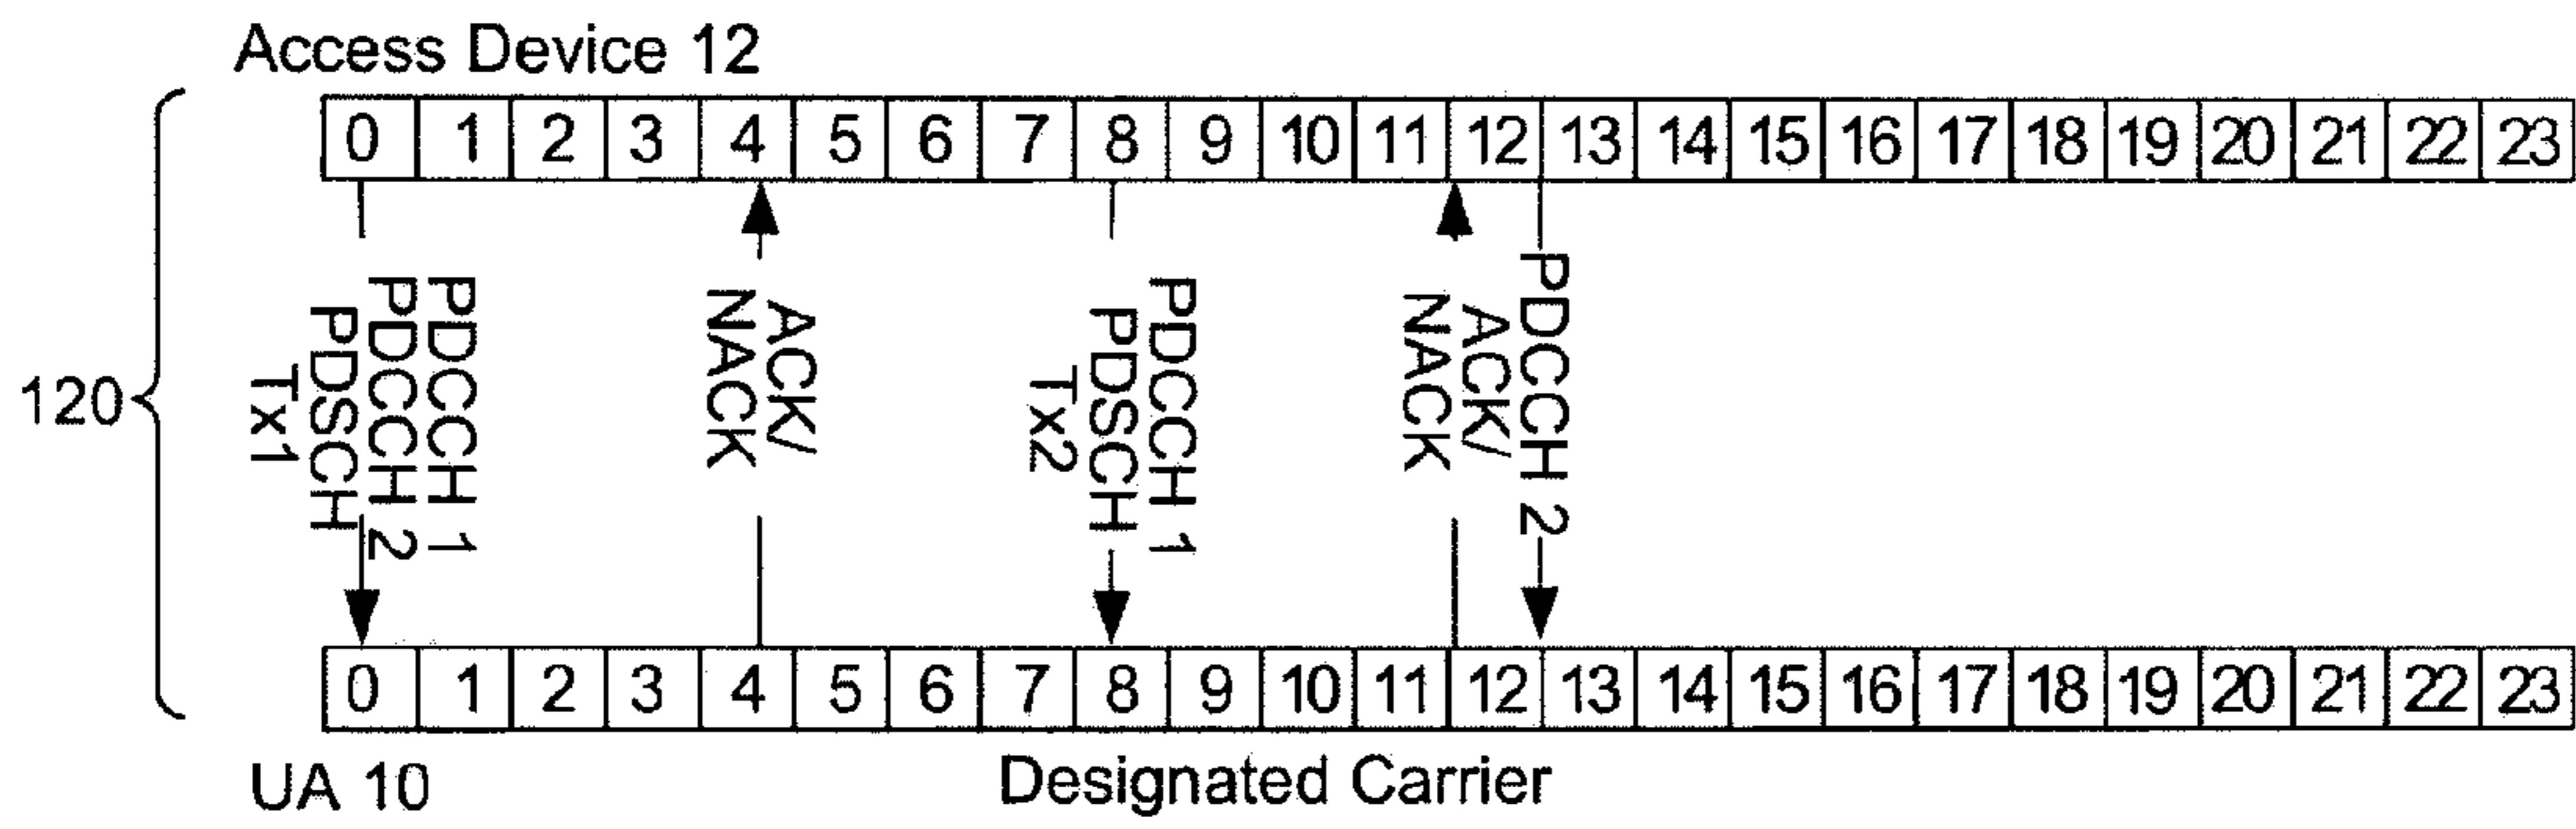 Access Device 12
0 1 2 3 4 5 6 7 8 9 10 11 12 13 14 15 16 17 18 19 20 21 22 23
120
PDCCH 1
PDCCH 2
PDSCH
Tx1
ACK/
NACK
PDCCH 1
PDSCH
Tx2
ACK/
NACK
PDCCH 2
0 1 2 3 4 5 6 7 8 9 10 11 12 13 14 15 16 17 18 19 20 21 22 23
UA 10
Designated Carrier